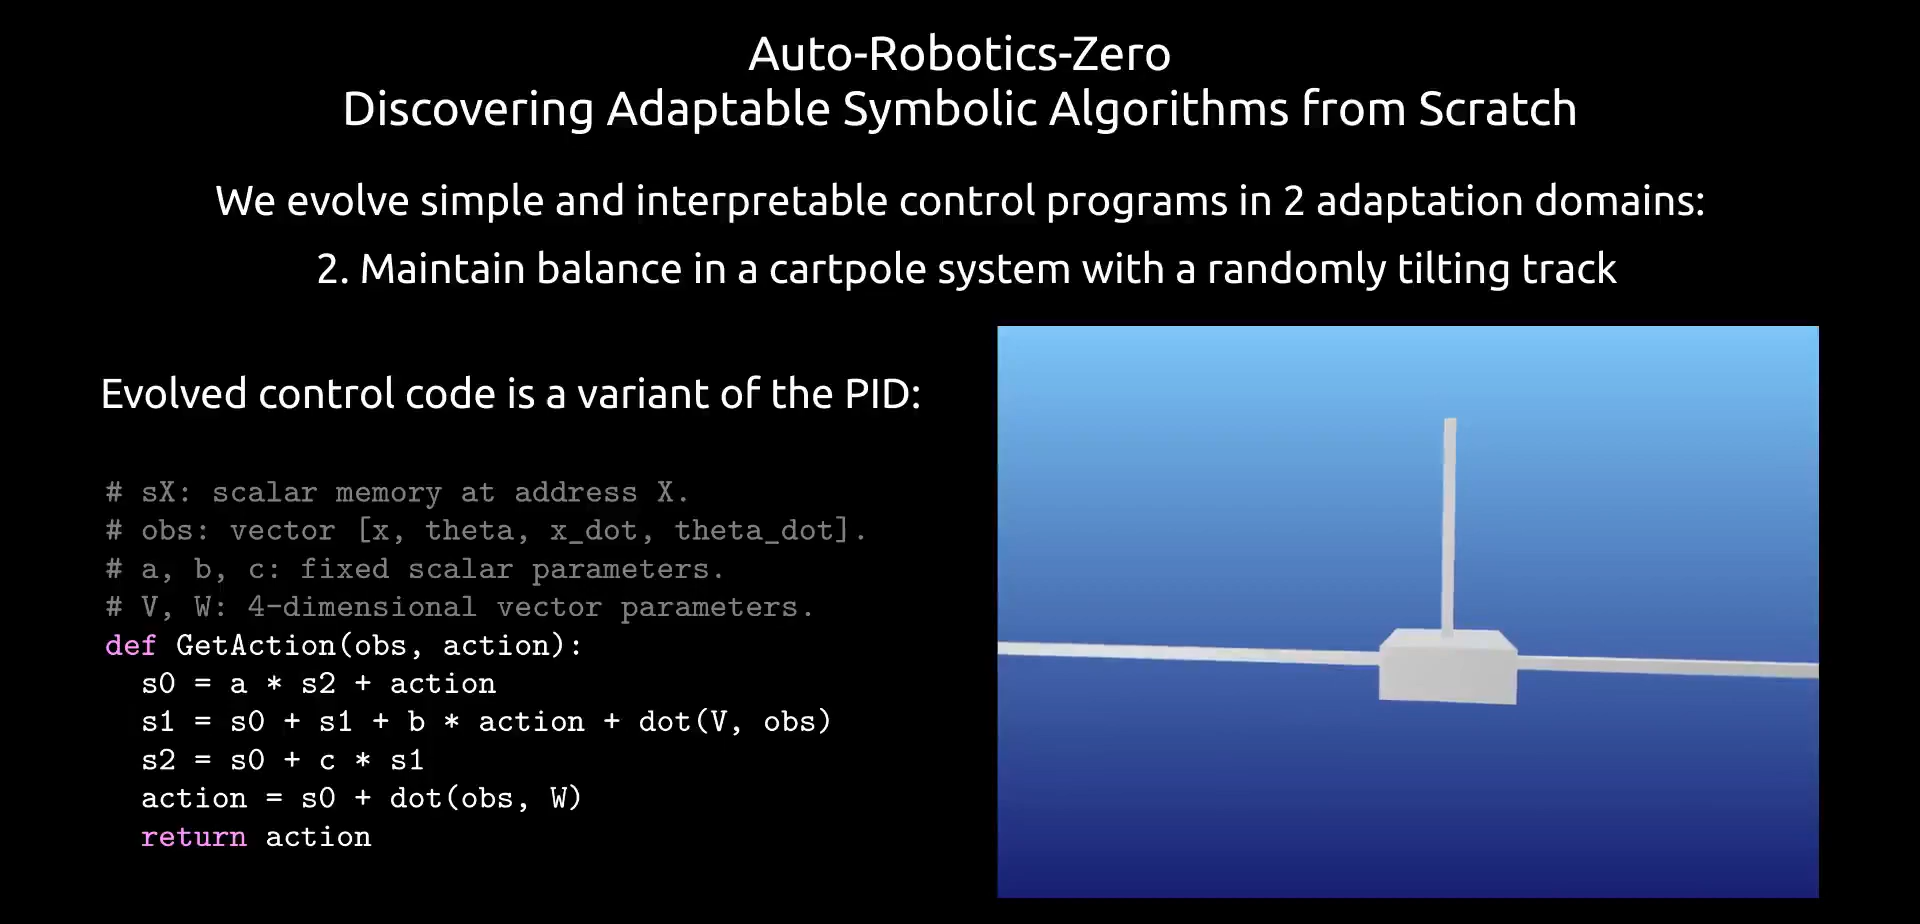 Auto-Robotics-Zero
Discovering Adaptable Symbolic Algorithms from Scratch
We evolve simple and interpretable control programs in 2 adaptation domains:
2. Maintain balance in a cartpole system with a randomly tilting track
Evolved control code is a variant of the PID:
# sX: scalar memory at address X.
# obs: vector [x, theta, x_dot, theta_dot].
# a, b, c: fixed scalar parameters.
# V, W: 4-dimensional vector parameters.
def GetAction(obs, action):
  s0 = a * s2 + action
  s1 = s0 + s1 + b * action + dot(V, obs)
  s2 = s0 + c * s1
  action = s0 + dot(obs, W)
  return action